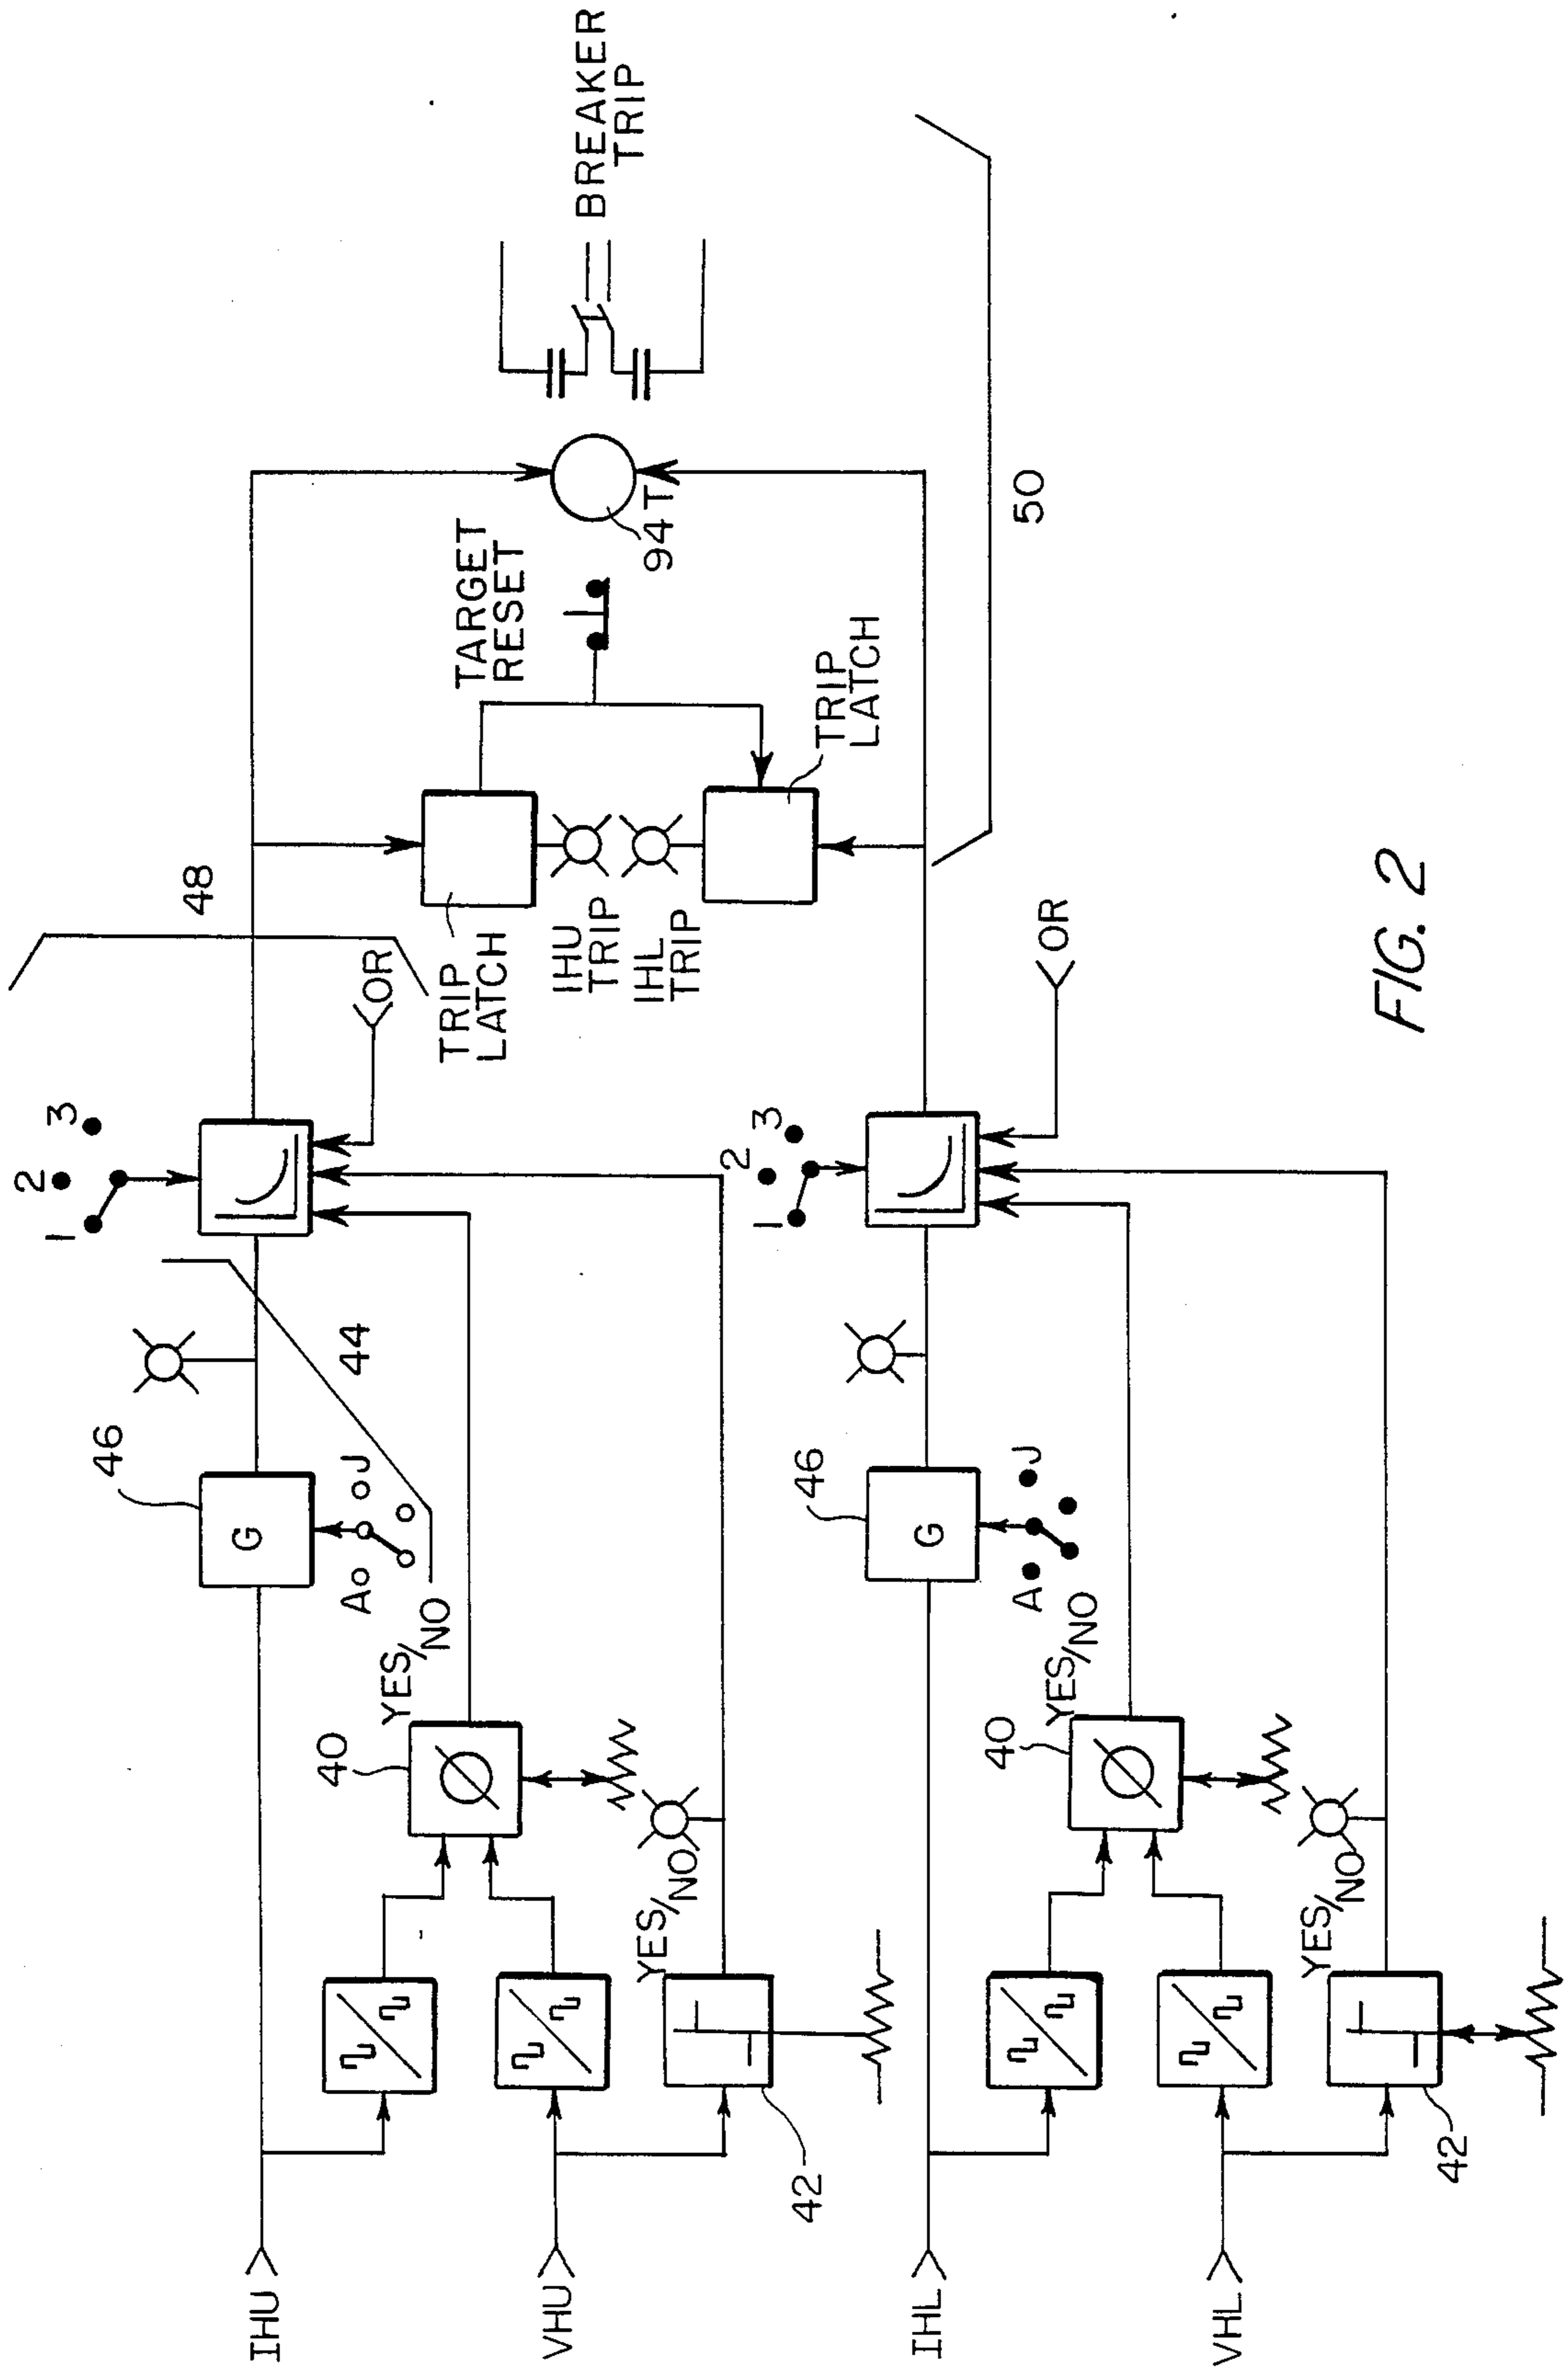 IHU
VHU
42
40
YES/
NO
YES/
NO
46
G
A
J
44
1
2
3
OR
48
TRIP
LATCH
IHU
TRIP
IHL
TRIP
TARGET
RESET
TRIP
LATCH
94 T
BREAKER
TRIP
50
IHL
VHL
42
40
YES/
NO
YES/
NO
46
G
A
J
1
2
3
OR
FIG. 2